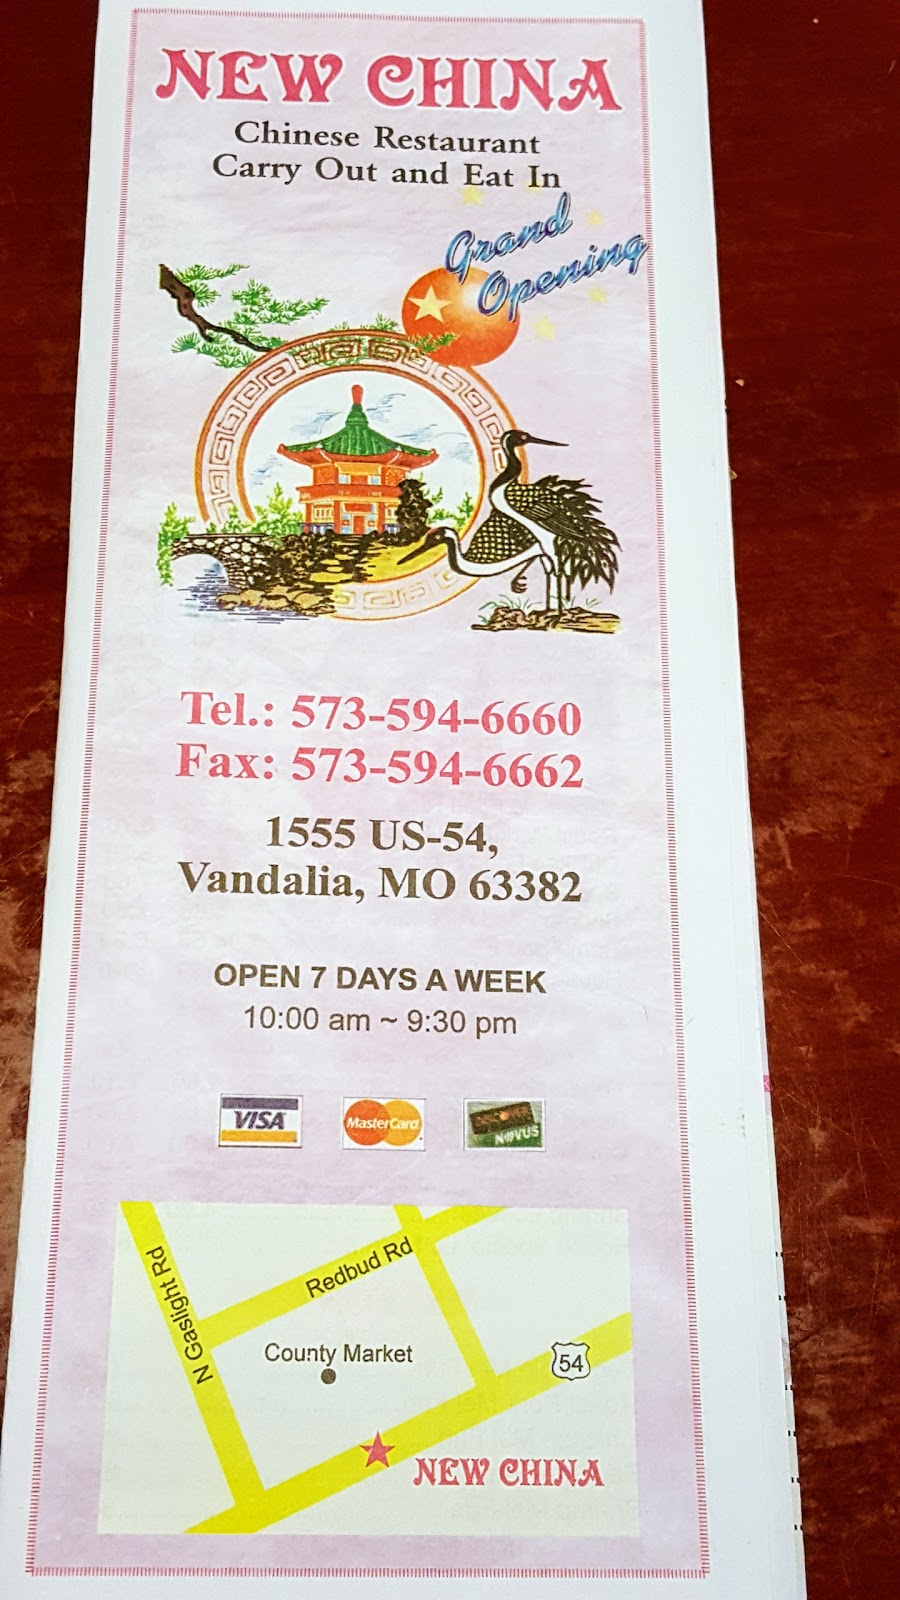 NEW CHINA
Chinese Restaurant
Carry Out and Eat In
Grand
Opening
Tel.: 573-594-6660
Fax: 573-594-6662
1555 US-54,
Vandalia, MO 63382
OPEN 7 DAYS A WEEK
10:00 am ~ 9:30 pm
VISA
MasterCard
NOVUS
N Gaslight Rd
Redbud Rd
County Market
54
NEW CHINA